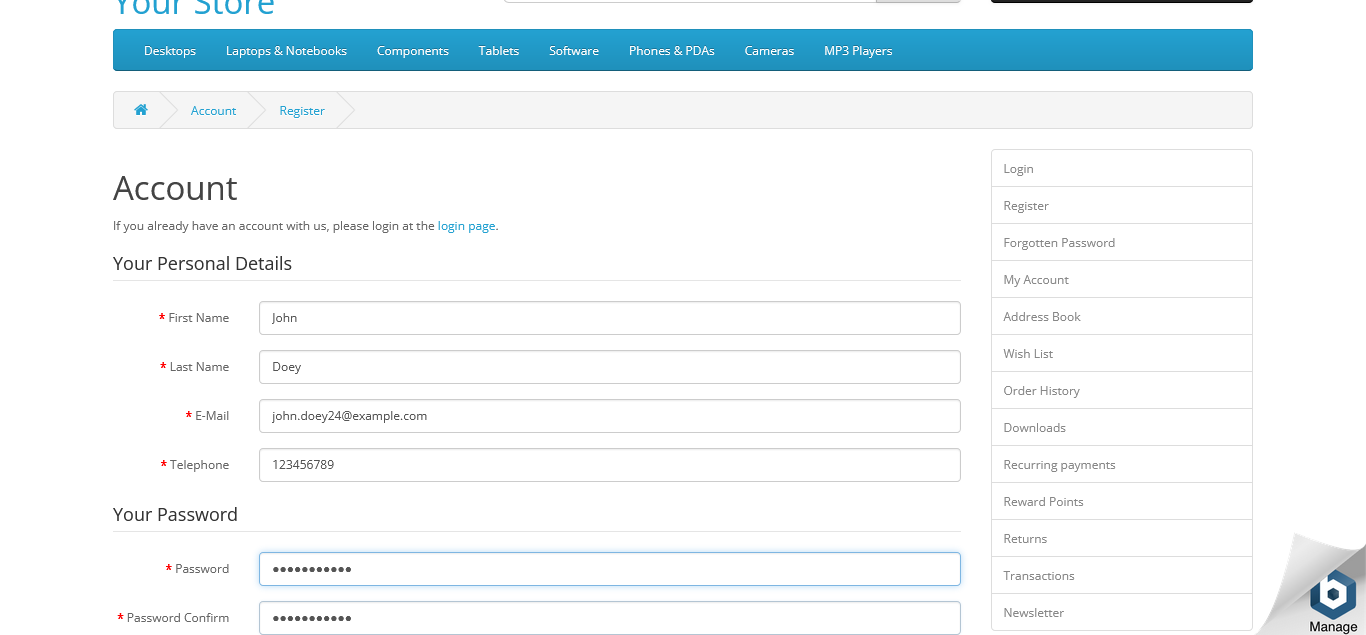 Your Store
Desktops Laptops & Notebooks Components Tablets Software Phones & PDAs Cameras MP3 Players
Account Register
Account
If you already have an account with us, please login at the login page.
Your Personal Details
* First Name John
* Last Name Doey
* E-Mail john.doey24@example.com
* Telephone 123456789
Your Password
* Password •••••••••••
* Password Confirm •••••••••••
Login
Register
Forgotten Password
My Account
Address Book
Wish List
Order History
Downloads
Recurring payments
Reward Points
Returns
Transactions
Newsletter
Manage